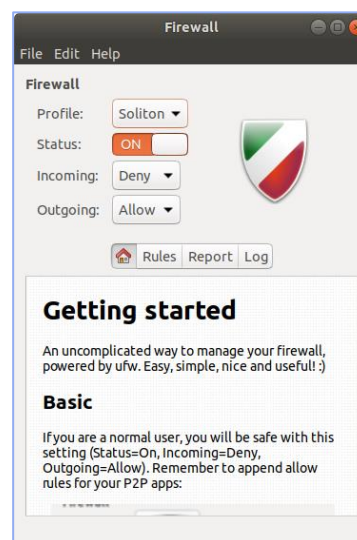 Firewall
File Edit Help
Firewall
Profile: Soliton
Status: ON
Incoming: Deny
Outgoing: Allow
Rules Report Log
Getting started
An uncomplicated way to manage your firewall,
powered by ufw. Easy, simple, nice and useful! :)
Basic
If you are a normal user, you will be safe with this
setting (Status=On, Incoming=Deny,
Outgoing=Allow). Remember to append allow
rules for your P2P apps: